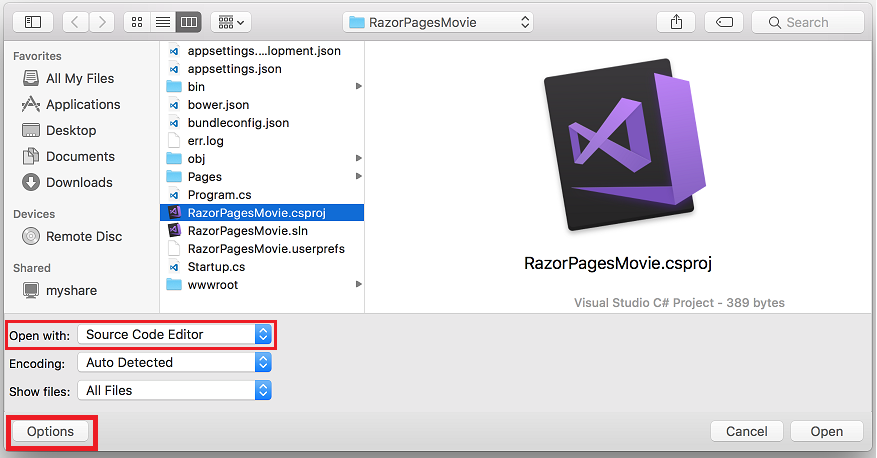 RazorPagesMovie
Search
Favorites
All My Files
Applications
Desktop
Documents
Downloads
Devices
Remote Disc
Shared
myshare
appsettings....lopment.json
appsettings.json
bin
bower.json
bundleconfig.json
err.log
obj
Pages
Program.cs
RazorPagesMovie.csproj
RazorPagesMovie.sln
RazorPagesMovie.userprefs
Startup.cs
wwwroot
RazorPagesMovie.csproj
Visual Studio C# Project - 389 bytes
Open with: Source Code Editor
Encoding: Auto Detected
Show files: All Files
Options Cancel Open